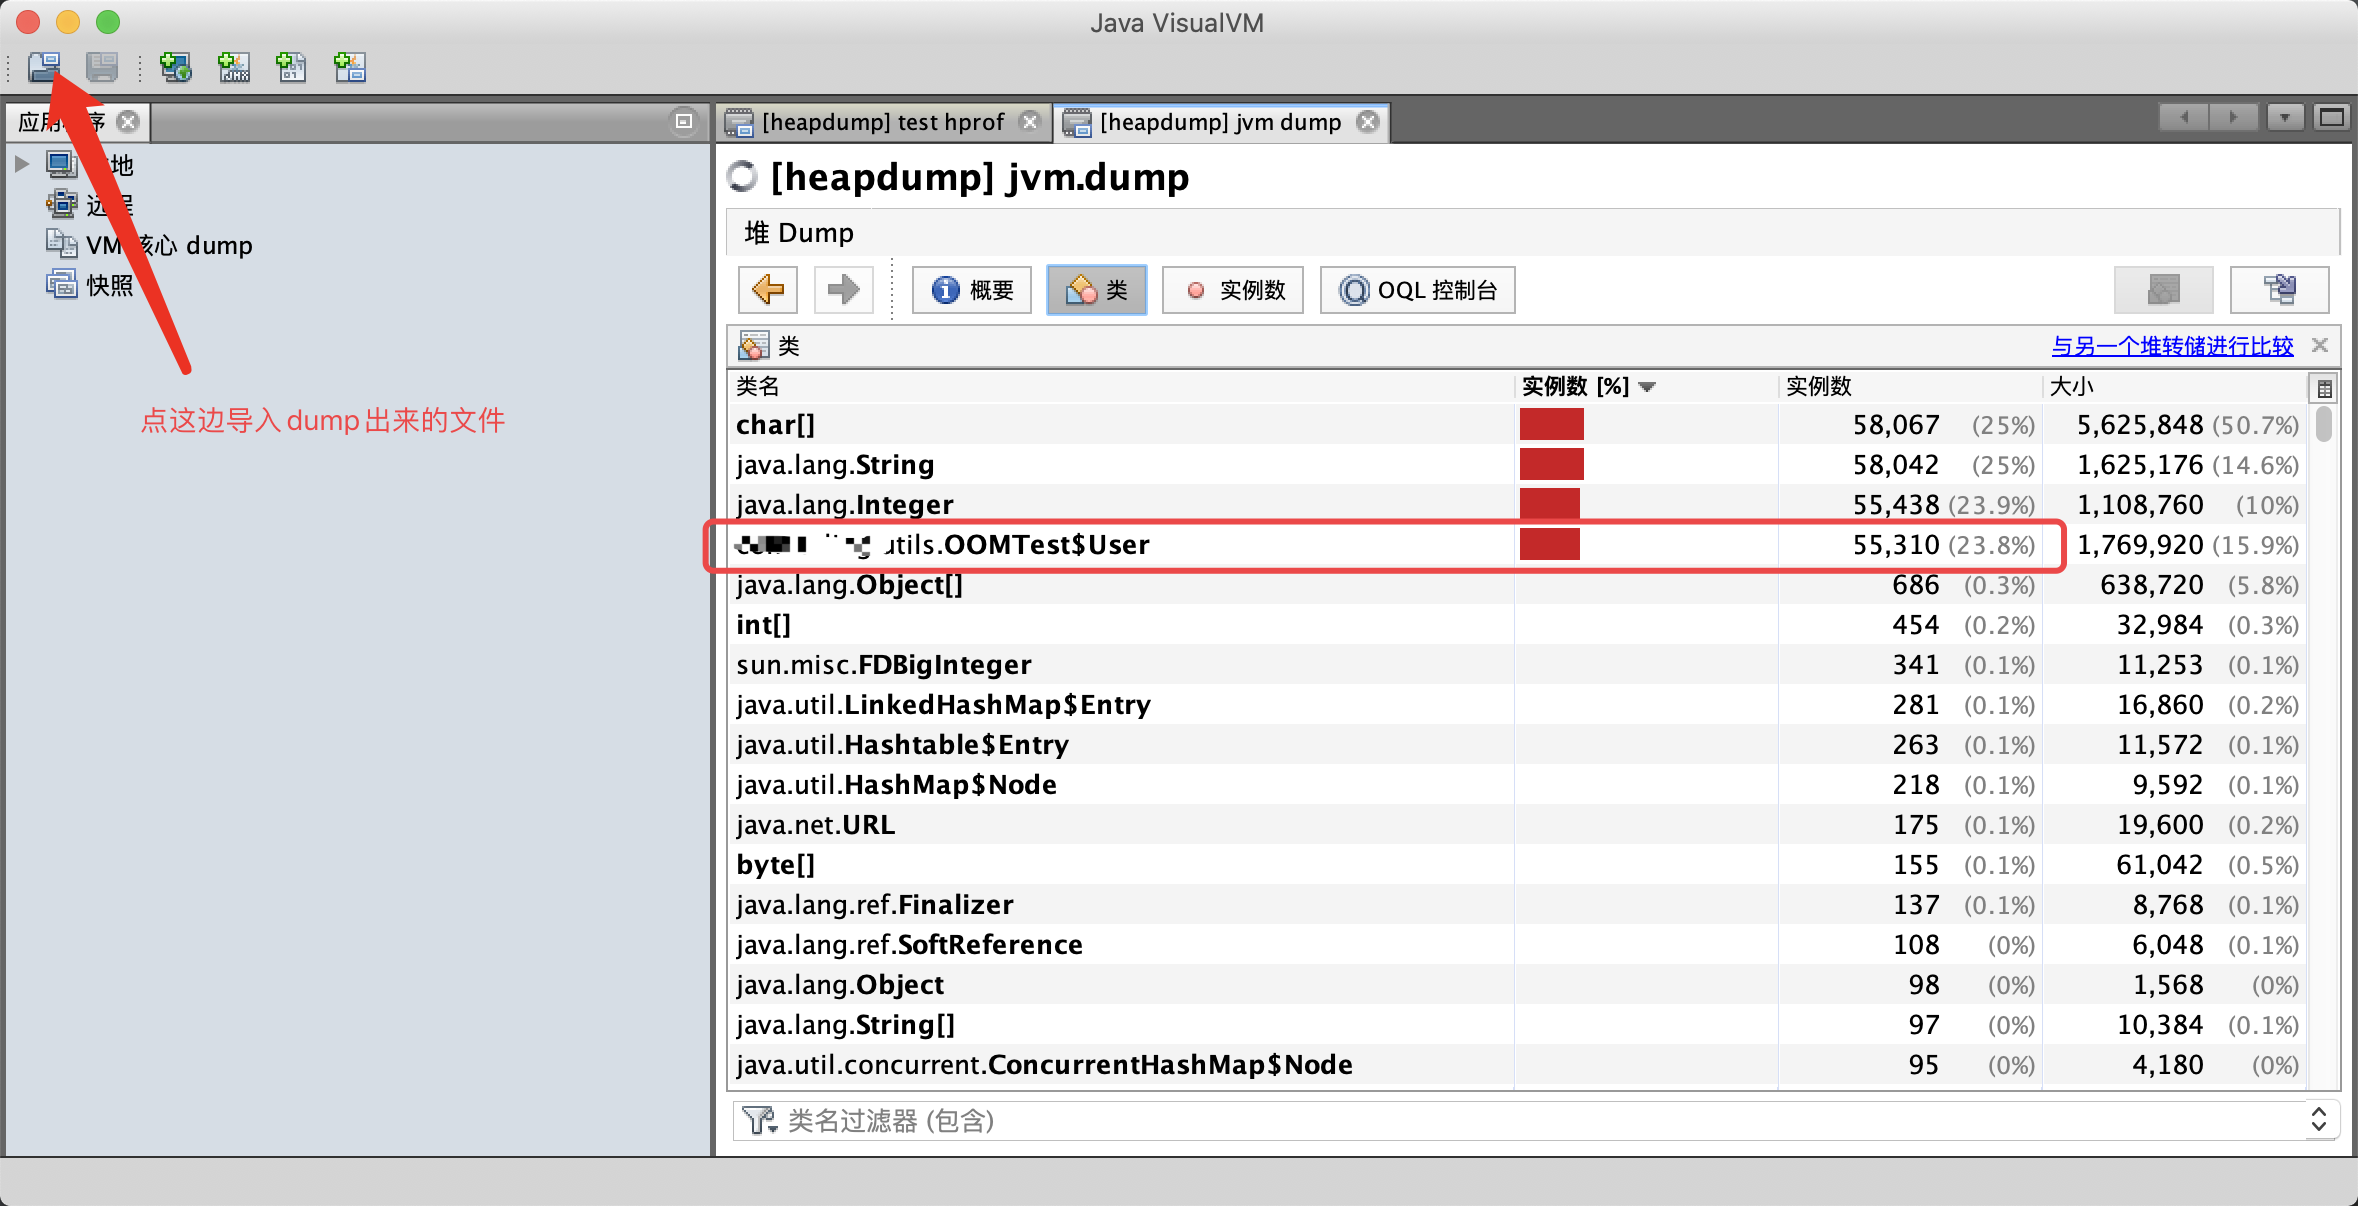 Java VisualVM
应用 序
地
远程
VM 核心 dump
快照
点这边导入dump出来的文件
[heapdump] test hprof
[heapdump] jvm dump
[heapdump] jvm.dump
堆 Dump
概要
类
实例数
OQL 控制台
类
与另一个堆转储进行比较
类名 实例数 [%] 实例数 大小
char[] 58,067 (25%) 5,625,848 (50.7%)
java.lang.String 58,042 (25%) 1,625,176 (14.6%)
java.lang.Integer 55,438 (23.9%) 1,108,760 (10%)
utils.OOMTest$User 55,310 (23.8%) 1,769,920 (15.9%)
java.lang.Object[] 686 (0.3%) 638,720 (5.8%)
int[] 454 (0.2%) 32,984 (0.3%)
sun.misc.FDBigInteger 341 (0.1%) 11,253 (0.1%)
java.util.LinkedHashMap$Entry 281 (0.1%) 16,860 (0.2%)
java.util.Hashtable$Entry 263 (0.1%) 11,572 (0.1%)
java.util.HashMap$Node 218 (0.1%) 9,592 (0.1%)
java.net.URL 175 (0.1%) 19,600 (0.2%)
byte[] 155 (0.1%) 61,042 (0.5%)
java.lang.ref.Finalizer 137 (0.1%) 8,768 (0.1%)
java.lang.ref.SoftReference 108 (0%) 6,048 (0.1%)
java.lang.Object 98 (0%) 1,568 (0%)
java.lang.String[] 97 (0%) 10,384 (0.1%)
java.util.concurrent.ConcurrentHashMap$Node 95 (0%) 4,180 (0%)
类名过滤器 (包含)